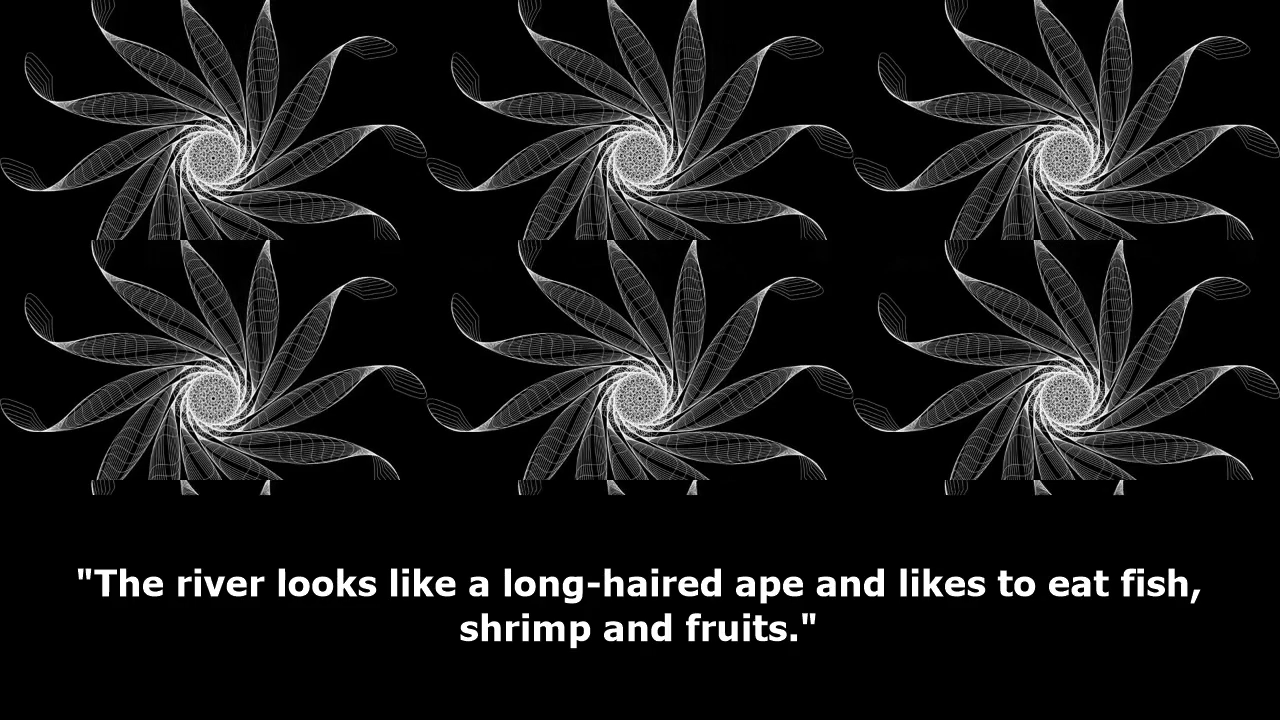 "The river looks like a long-haired ape and likes to eat fish,
shrimp and fruits."